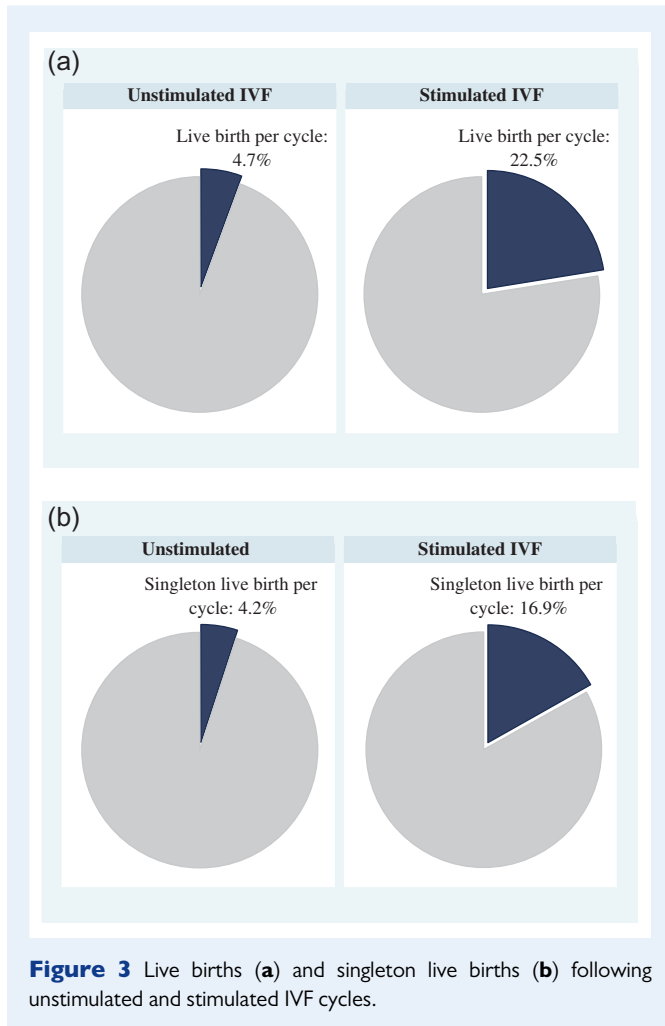 (a)
Unstimulated IVF
Stimulated IVF
Live birth per cycle:
4.7%
Live birth per cycle:
22.5%
(b)
Unstimulated
Stimulated IVF
Singleton live birth per
cycle: 4.2%
Singleton live birth per
cycle: 16.9%
Figure 3 Live births (a) and singleton live births (b) following
unstimulated and stimulated IVF cycles.